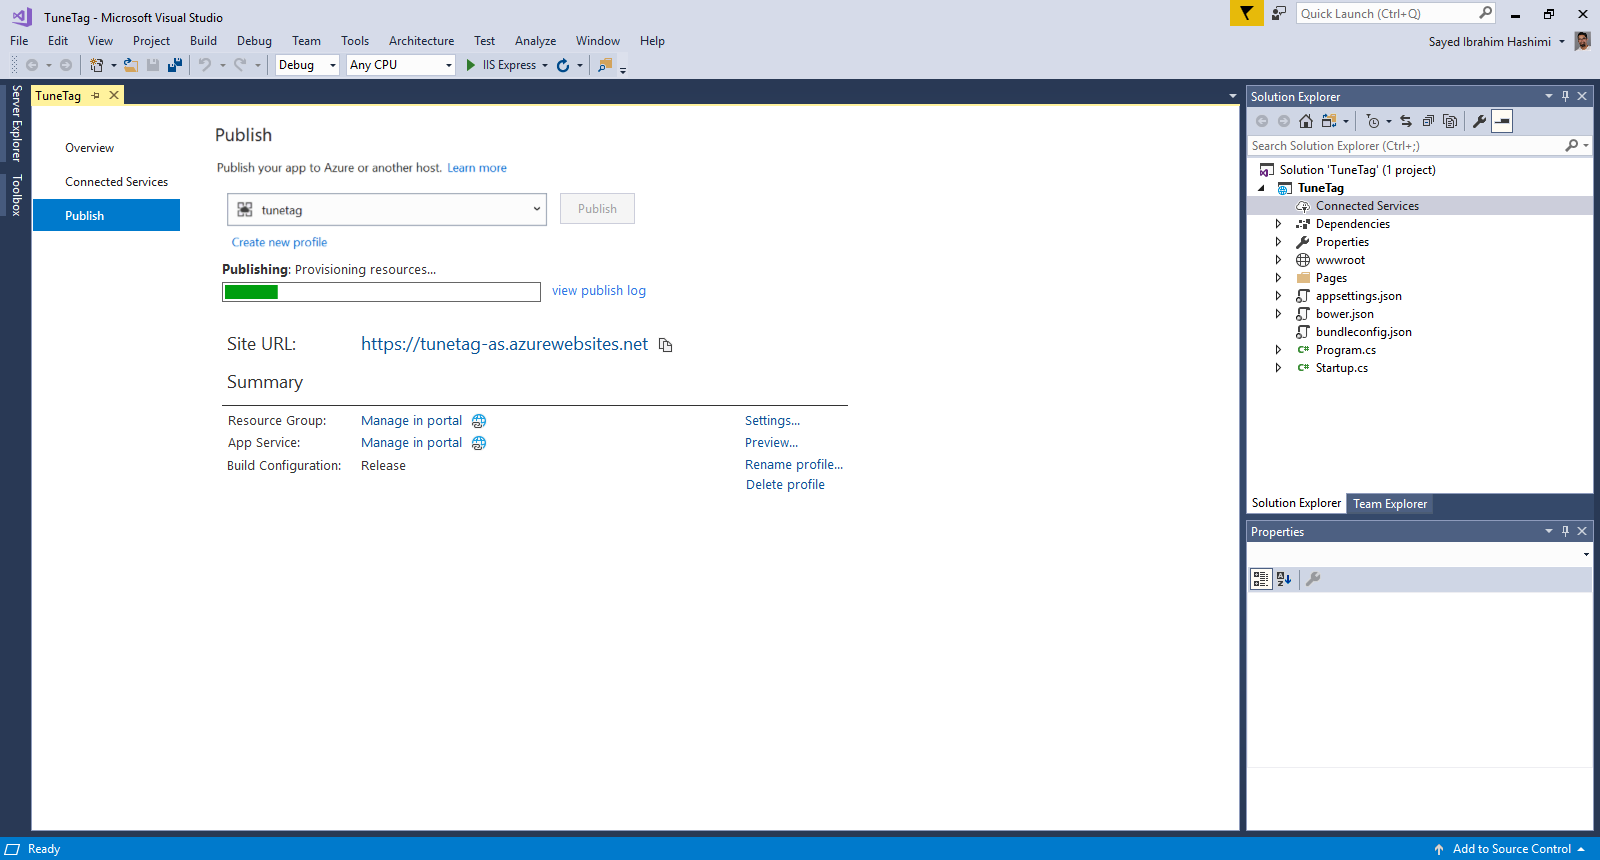 TuneTag - Microsoft Visual Studio
Quick Launch (Ctrl+Q)
File Edit View Project Build Debug Team Tools Architecture Test Analyze Window Help
Sayed Ibrahim Hashimi
Debug Any CPU IIS Express
Server Explorer
Toolbox
TuneTag
Overview
Connected Services
Publish
Publish
Publish your app to Azure or another host. Learn more
tunetag
Publish
Create new profile
Publishing: Provisioning resources...
view publish log
Site URL: https://tunetag-as.azurewebsites.net
Summary
Resource Group: Manage in portal Settings...
App Service: Manage in portal Preview...
Build Configuration: Release Rename profile...
Delete profile
Solution Explorer
Search Solution Explorer (Ctrl+;)
Solution 'TuneTag' (1 project)
TuneTag
Connected Services
Dependencies
Properties
wwwroot
Pages
appsettings.json
bower.json
bundleconfig.json
C# Program.cs
C# Startup.cs
Solution Explorer Team Explorer
Properties
Ready
Add to Source Control